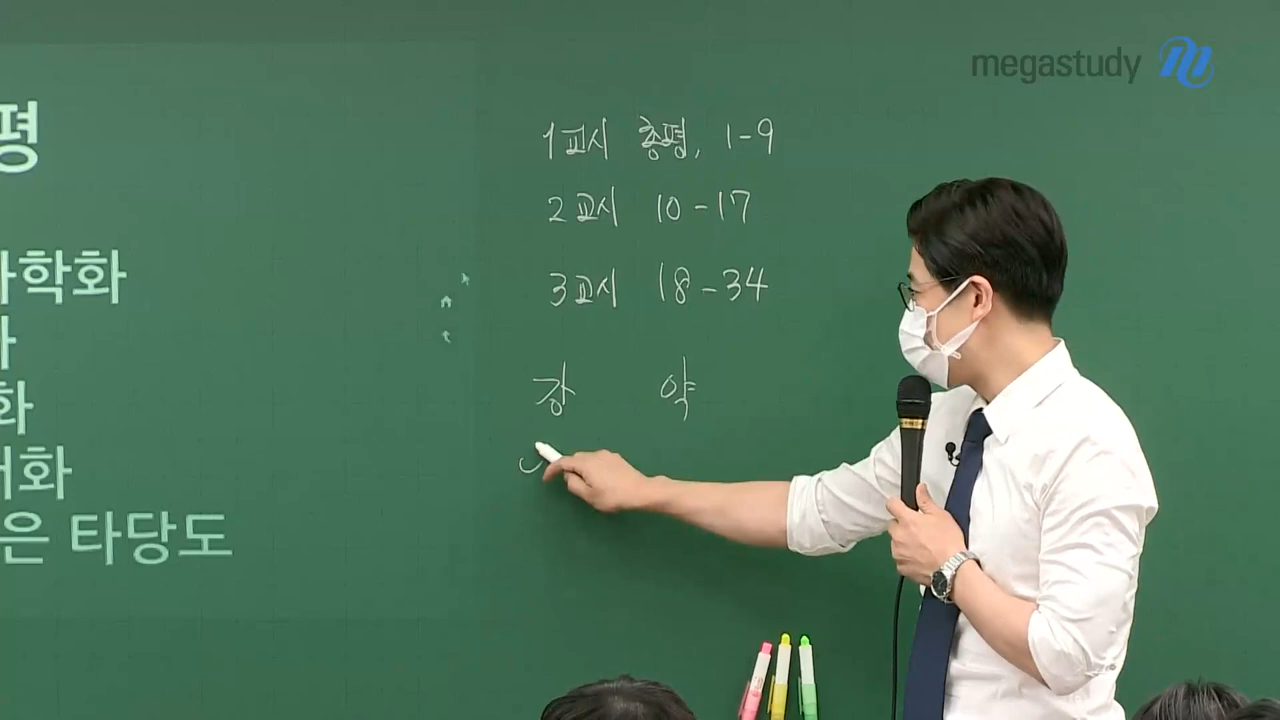 megastudy
평
1교시 총평, 1-9
2교시 10-17
학화
3교시 18-34
화
강 약
화
은 타당도